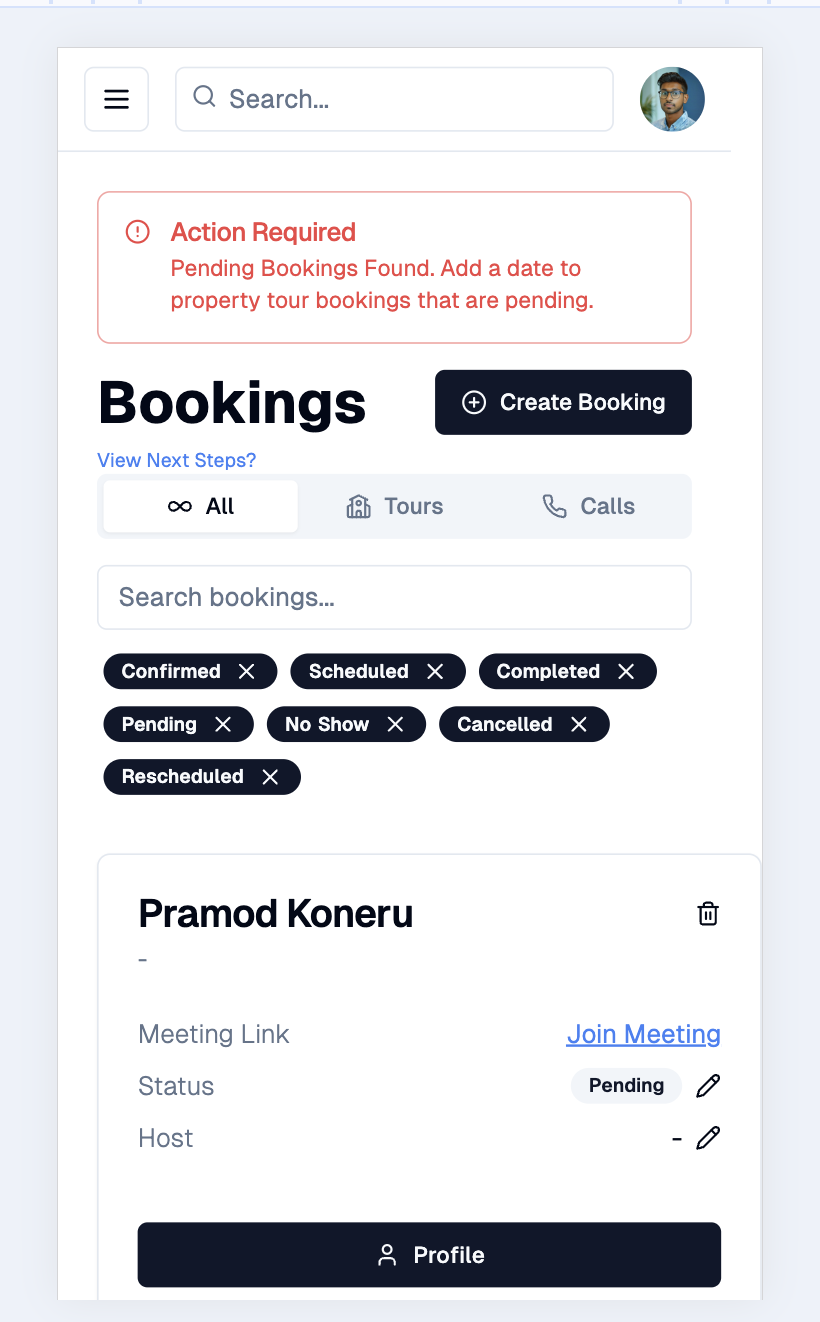 Search...
Action Required
Pending Bookings Found. Add a date to
property tour bookings that are pending.
Bookings
Create Booking
View Next Steps?
All Tours Calls
Search bookings...
Confirmed Scheduled Completed
Pending No Show Cancelled
Rescheduled
Pramod Koneru
-
Meeting Link Join Meeting
Status Pending
Host -
Profile